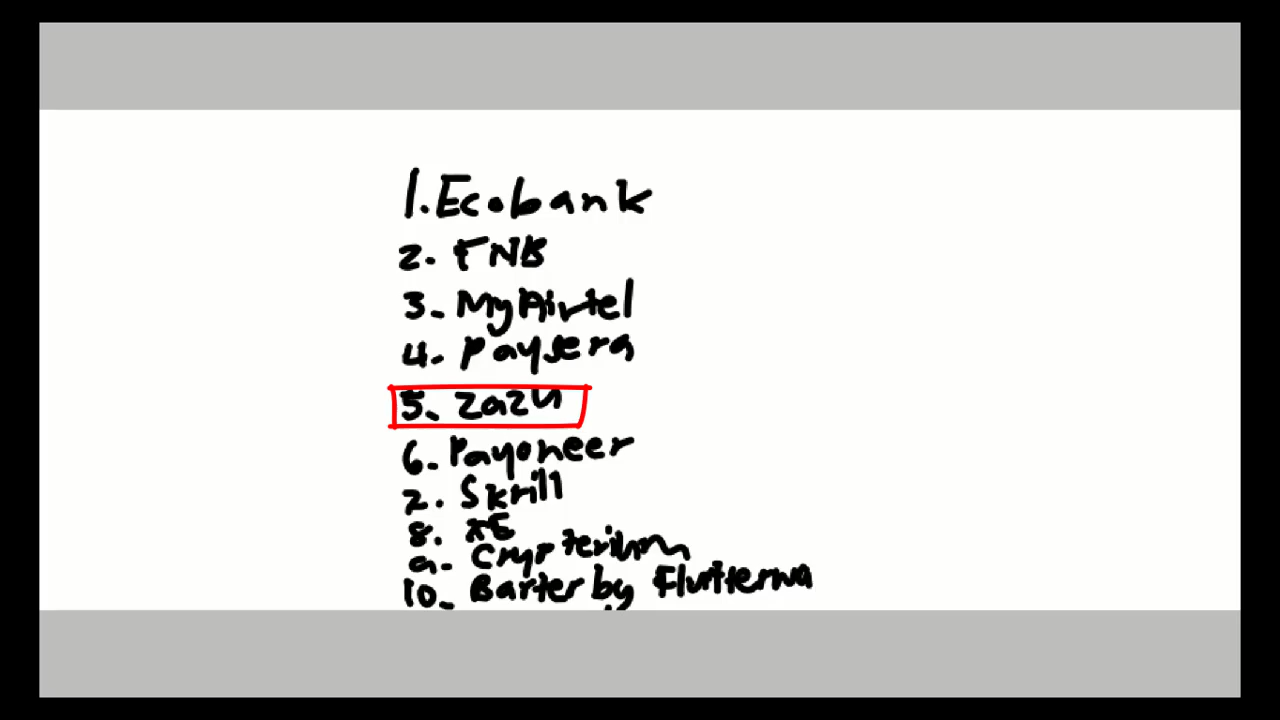 1. Ecobank
2. FNB
3. MyAirtel
4. Paysera
5. Zazu
6. Payoneer
7. Skrill
8. XE
9. Crypterium
10. Barter by Flutterwa